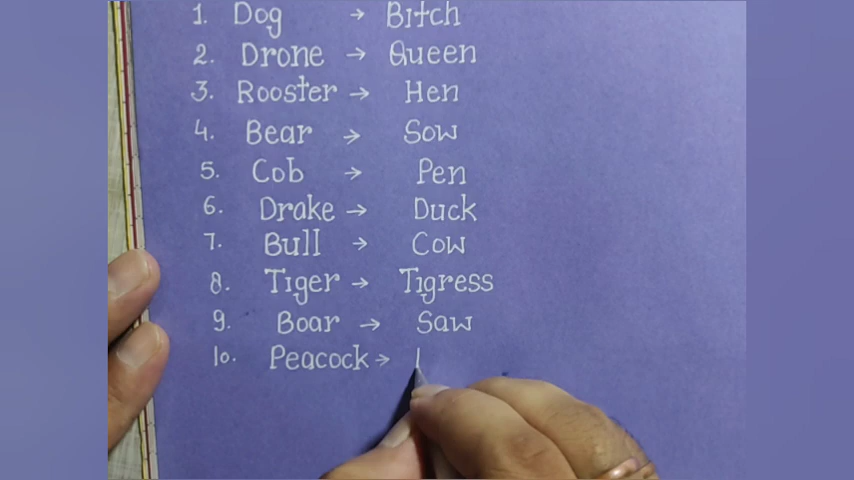 1. Dog → Bitch
2. Drone → Queen
3. Rooster → Hen
4. Bear → Sow
5. Cob → Pen
6. Drake → Duck
7. Bull → Cow
8. Tiger → Tigress
9. Boar → Saw
10. Peacock →